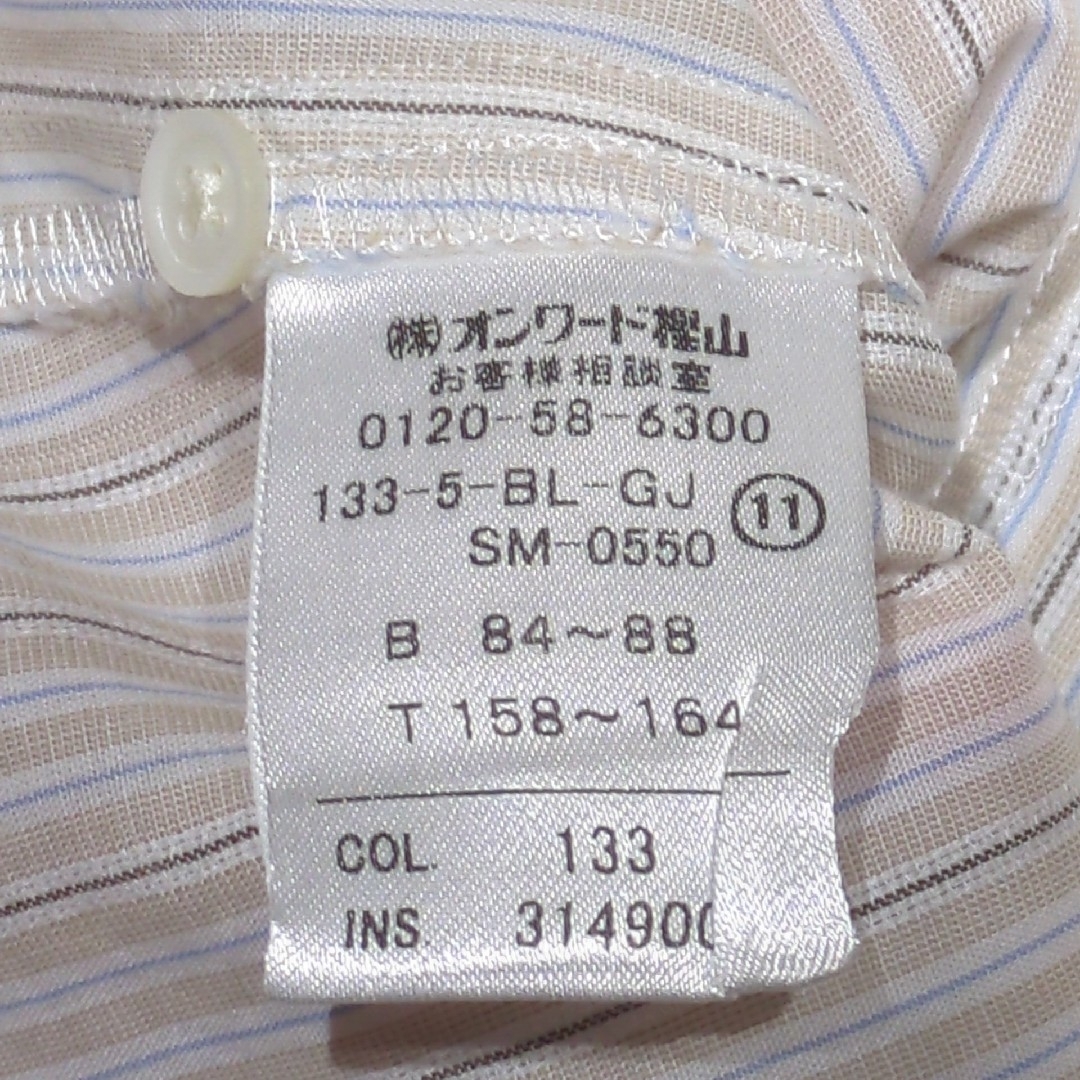 (株)オンワード樫山
お客様相談室
0120-58-6300
133-5-BL-GJ ⑪
SM-0550
B 84~88
T 158~164
COL. 133
INS.